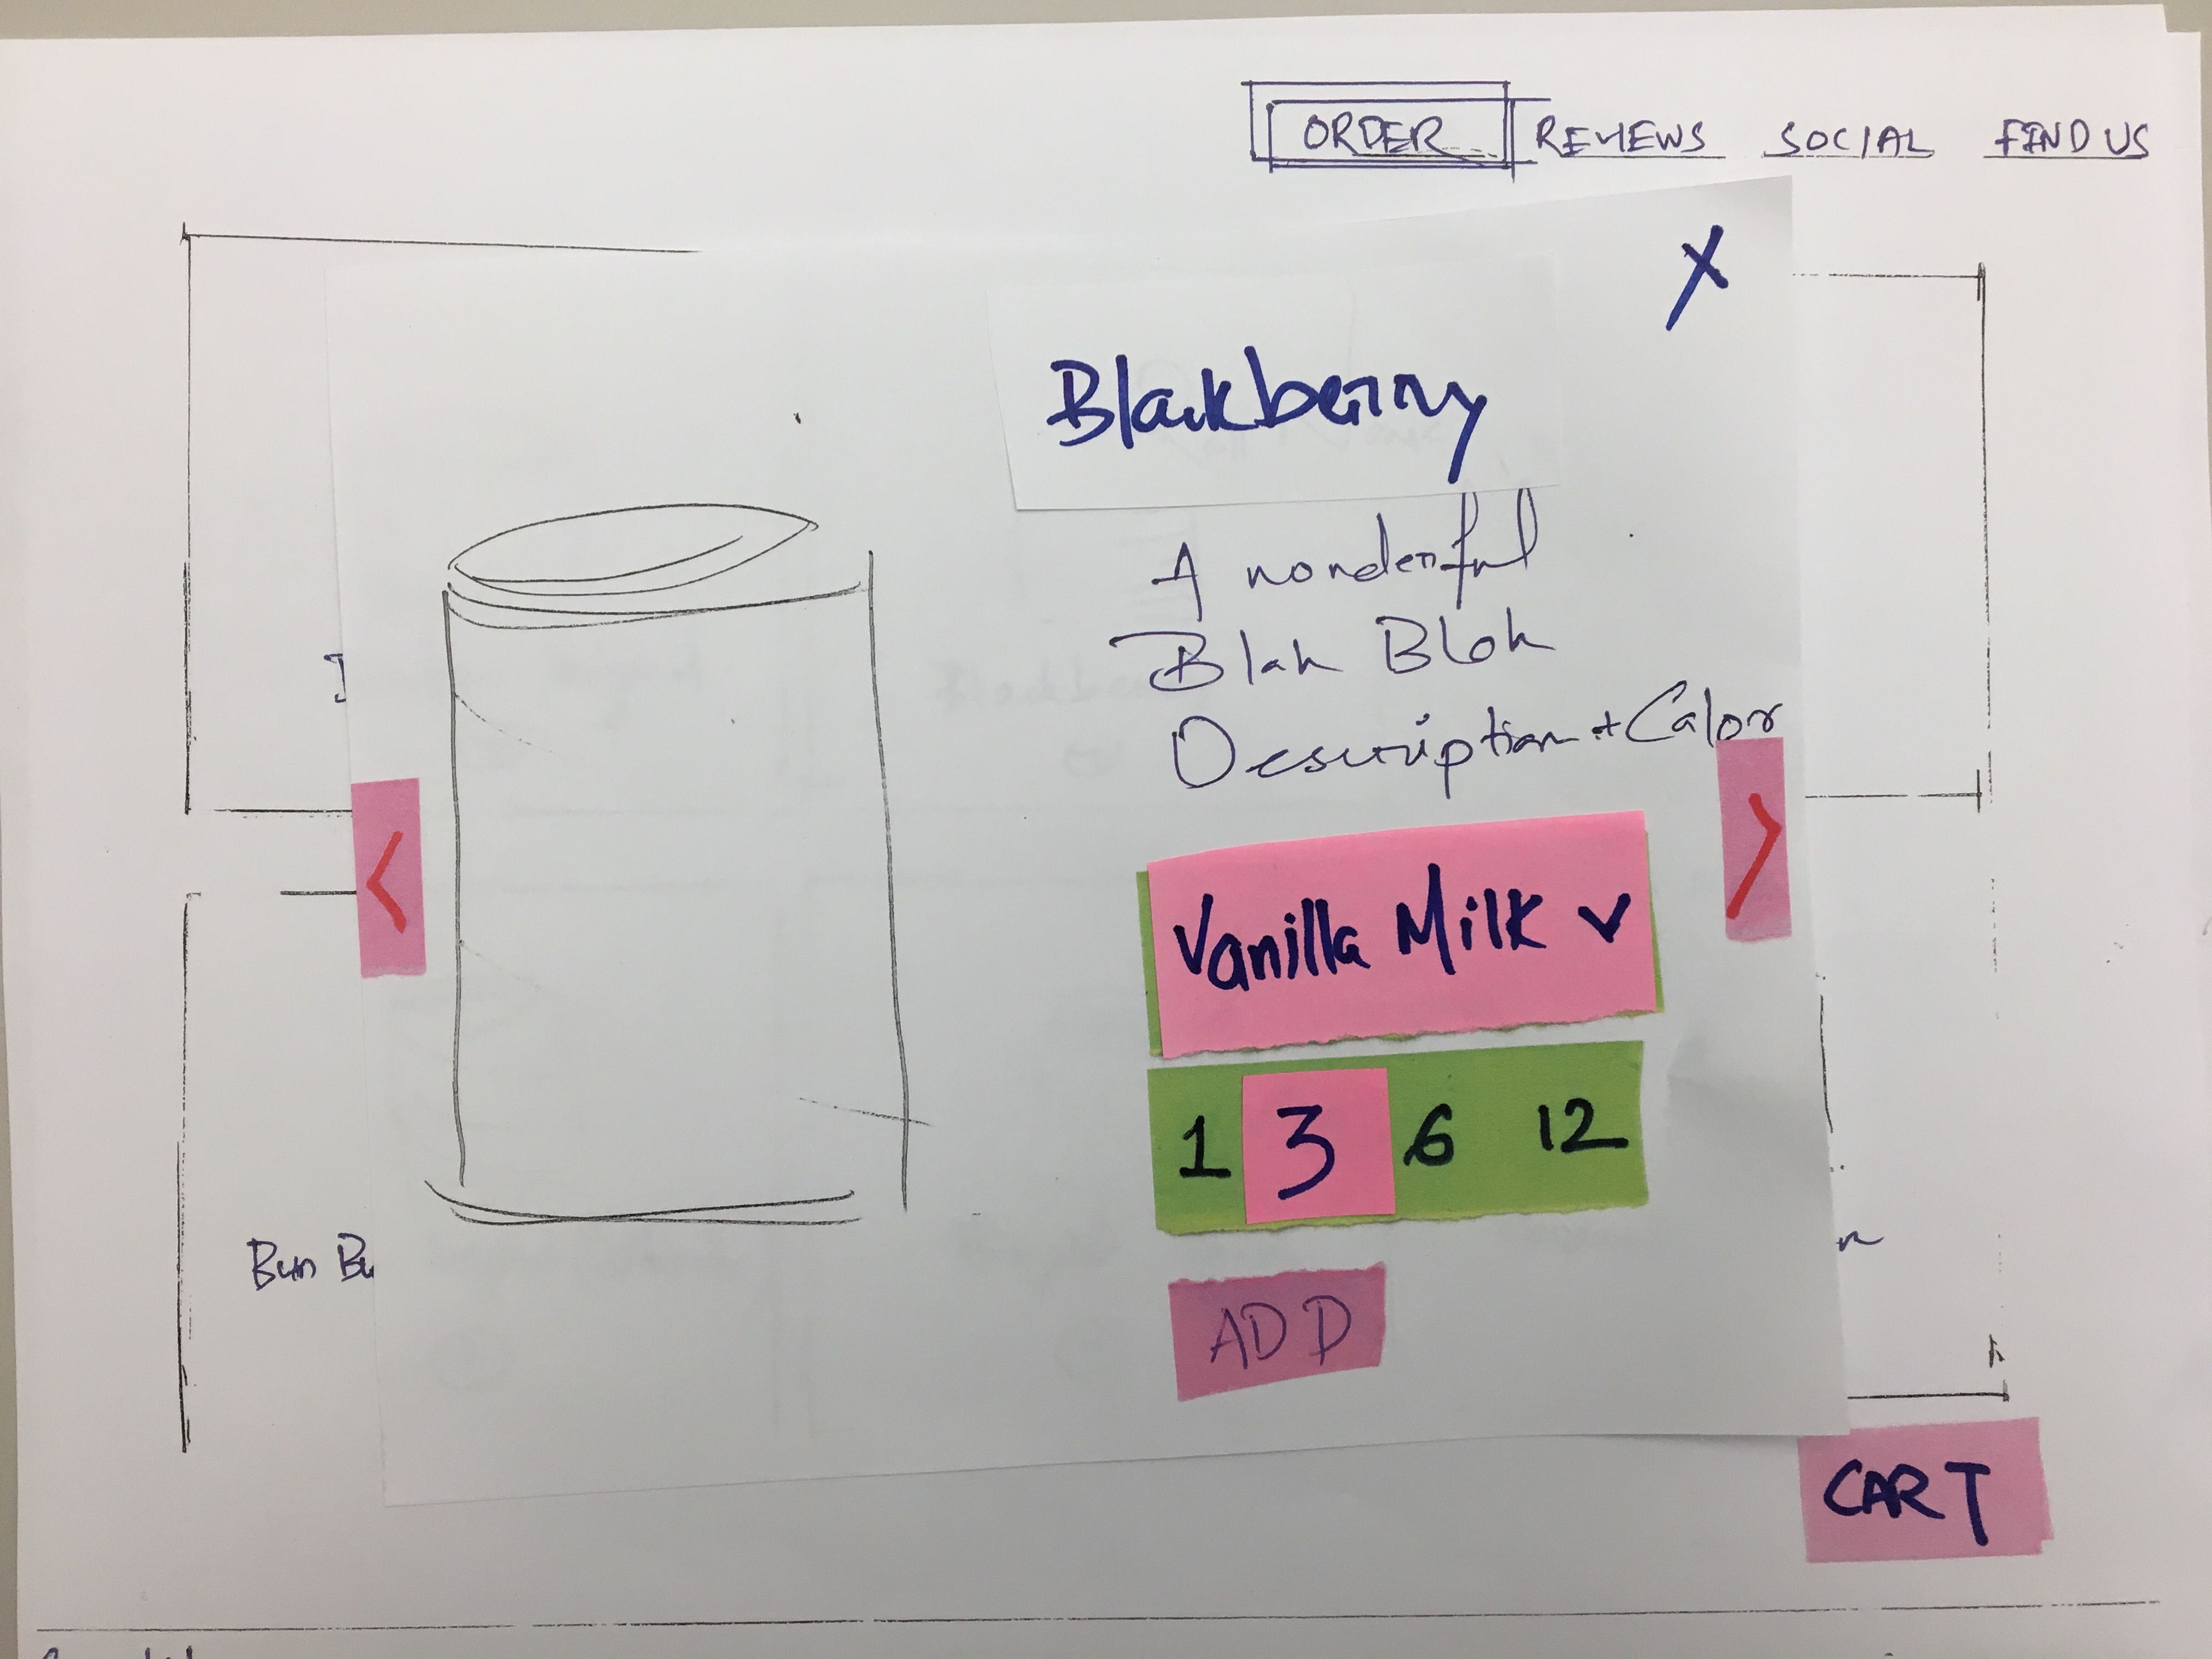 ORDER REVIEWS SOCIAL FIND US
X
Blackberry
A wonderful
Blah Blah
Description + Calor
< >
Vanilla Milk v
1 3 6 12
ADD
Bun Bu
CART